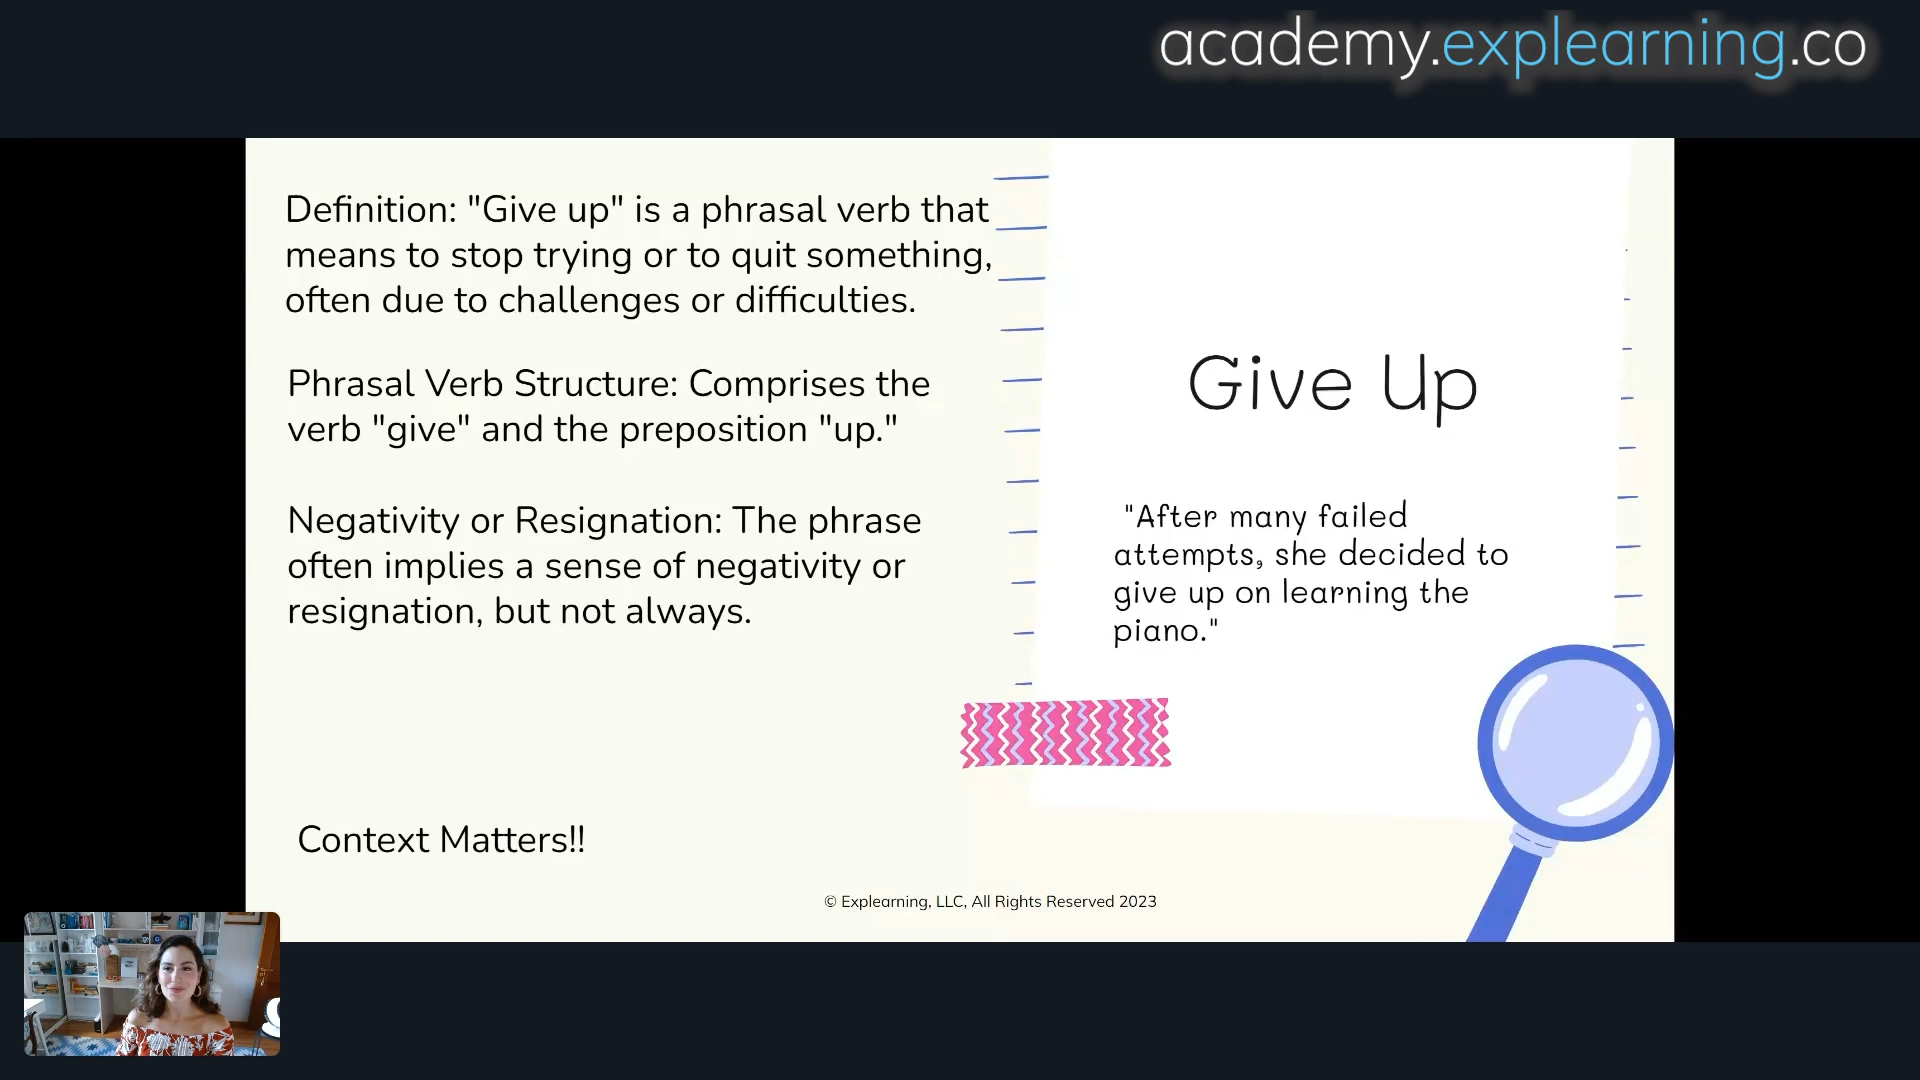 academy.explearning.co
Definition: "Give up" is a phrasal verb that
means to stop trying or to quit something,
often due to challenges or difficulties.
Phrasal Verb Structure: Comprises the
verb "give" and the preposition "up."
Negativity or Resignation: The phrase
often implies a sense of negativity or
resignation, but not always.
Context Matters!!
Give Up
"After many failed
attempts, she decided to
give up on learning the
piano."
© Explearning, LLC, All Rights Reserved 2023